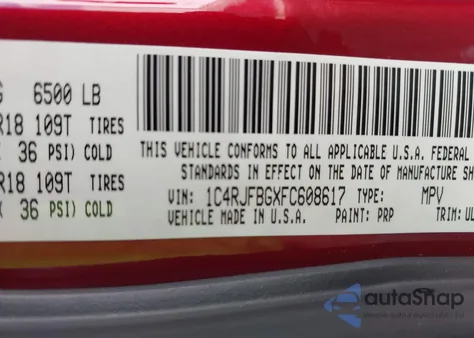 G 6500 LB
R18 109T TIRES
( 36 PSI) COLD
R18 109T TIRES
( 36 PSI) COLD
THIS VEHICLE CONFORMS TO ALL APPLICABLE U.S.A. FEDERAL
STANDARDS IN EFFECT ON THE DATE OF MANUFACTURE SH
VIN: 1C4RJFBGXFC608617 TYPE: MPV
VEHICLE MADE IN U.S.A. PAINT: PRP TRIM: UL
autoSnap